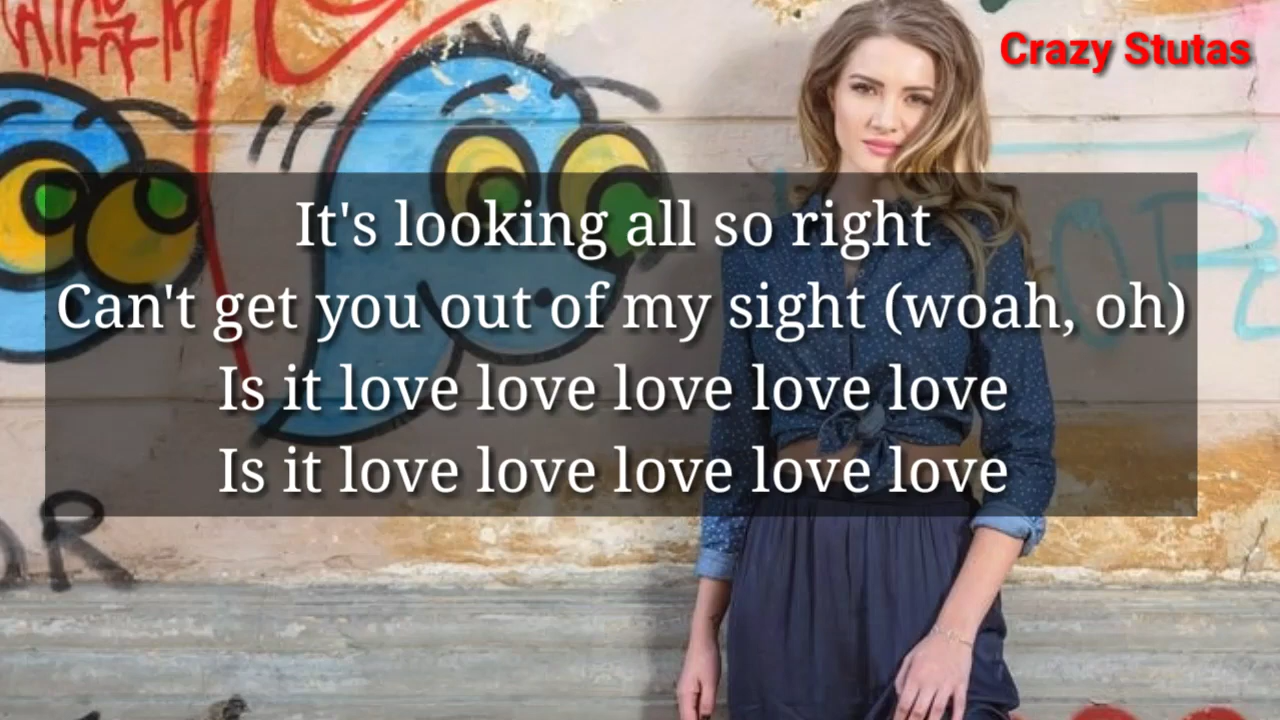 Crazy Stutas
It's looking all so right
Can't get you out of my sight (woah, oh)
Is it love love love love love
Is it love love love love love